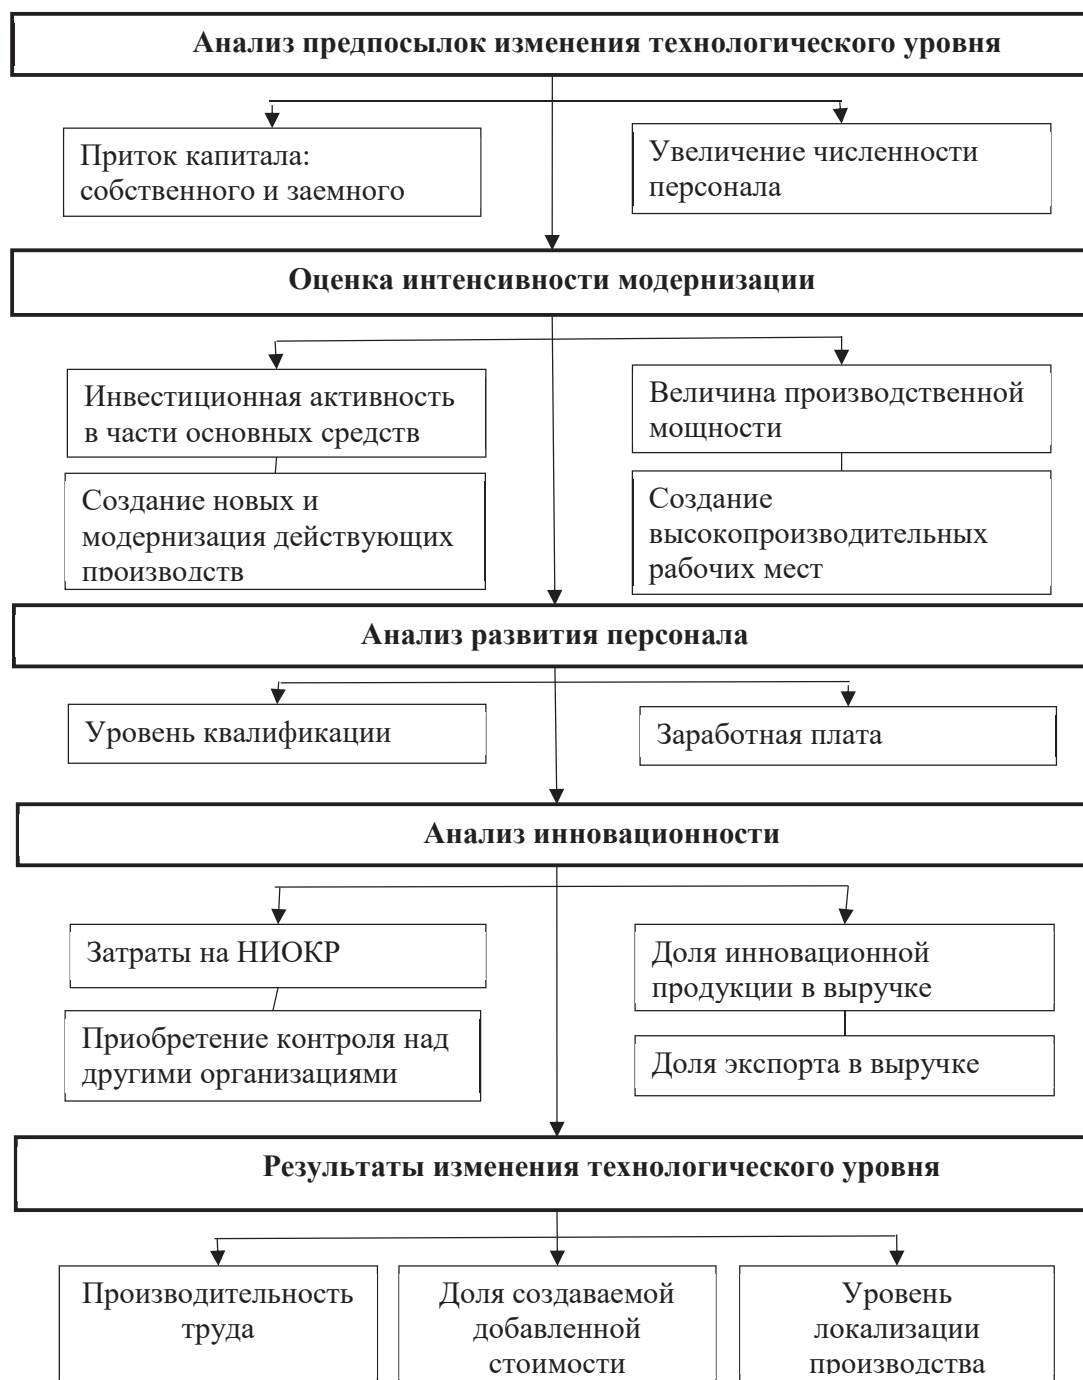 Анализ предпосылок изменения технологического уровня
Приток капитала:
собственного и заемного
Увеличение численности
персонала
Оценка интенсивности модернизации
Инвестиционная активность
в части основных средств
Величина производственной
мощности
Создание новых и
модернизация действующих
производств
Создание
высокопроизводительных
рабочих мест
Анализ развития персонала
Уровень квалификации
Заработная плата
Анализ инновационности
Затраты на НИОКР
Доля инновационной
продукции в выручке
Приобретение контроля над
другими организациями
Доля экспорта в выручке
Результаты изменения технологического уровня
Производительность
труда
Доля создаваемой
добавленной
стоимости
Уровень
локализации
производства